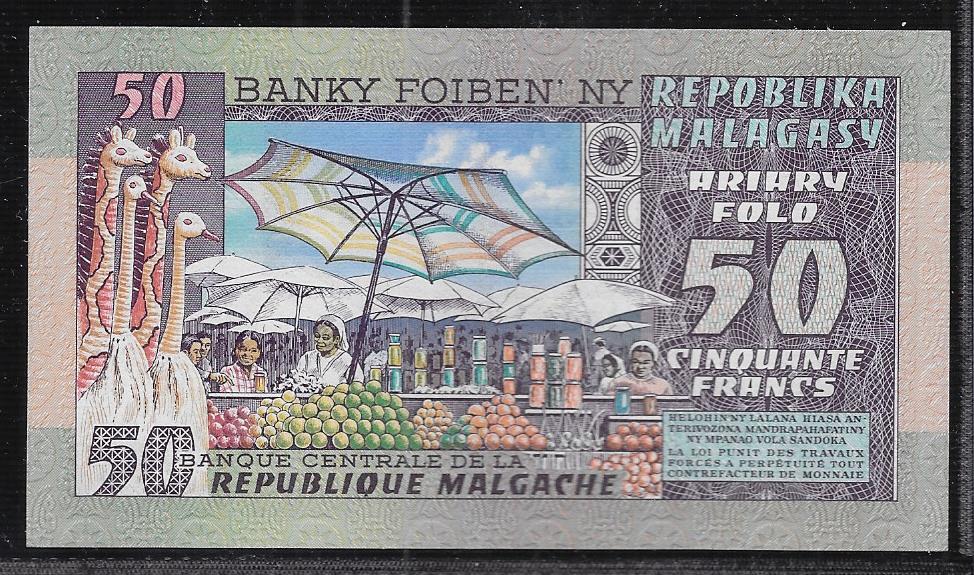 50
BANKY FOIBEN' NY
REPOBLIKA
MALAGASY
ARIARY
FOLO
50
CINQUANTE
FRANCS
HELOHIN'NY LALANA HIASA AN-
TERIVOZONA MANDRAPAHAFATINY
NY MPANAO VOLA SANDOKA
LA LOI PUNIT DES TRAVAUX
FORCÉS A PERPÉTUITÉ TOUT
CONTREFACTEUR DE MONNAIE
50
BANQUE CENTRALE DE LA
RÉPUBLIQUE MALGACHE